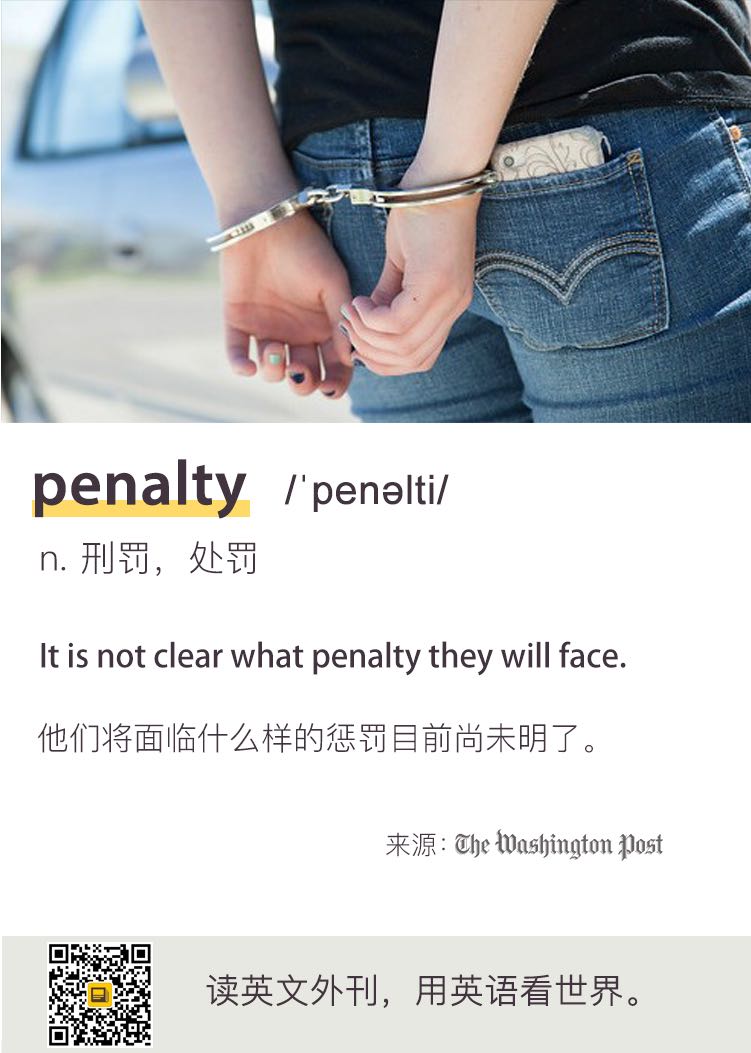 penalty /ˈpenəlti/
n. 刑罚，处罚
It is not clear what penalty they will face.
他们将面临什么样的惩罚目前尚未明了。
来源：The Washington Post
读英文外刊，用英语看世界。